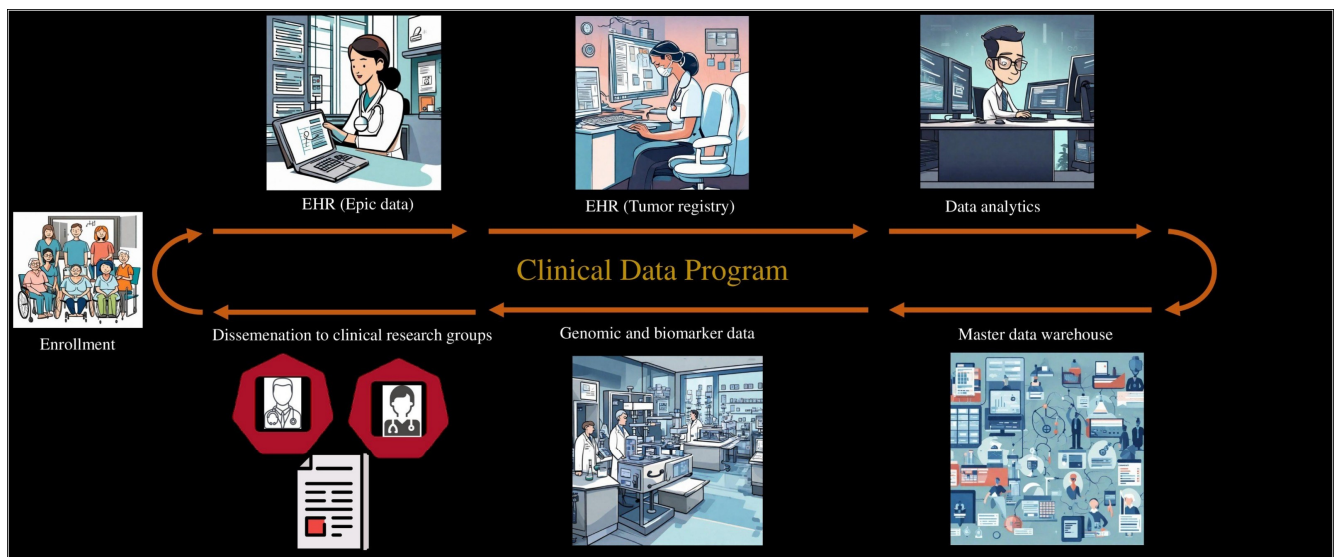 EHR (Epic data)
EHR (Tumor registry)
Data analytics
Clinical Data Program
Enrollment
Dissemenation to clinical research groups
Genomic and biomarker data
Master data warehouse